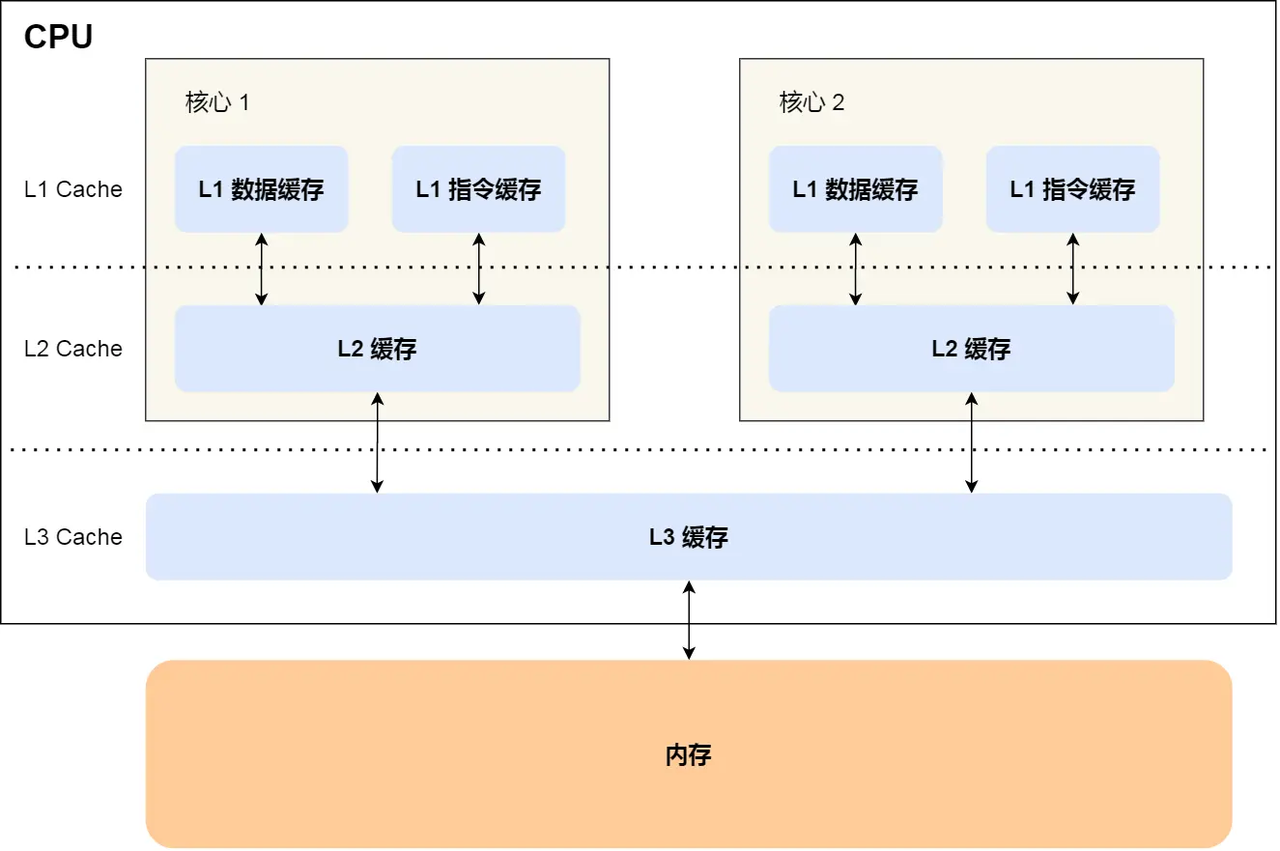 CPU
核心 1
核心 2
L1 Cache
L1 数据缓存
L1 指令缓存
L1 数据缓存
L1 指令缓存
L2 Cache
L2 缓存
L2 缓存
L3 Cache
L3 缓存
内存